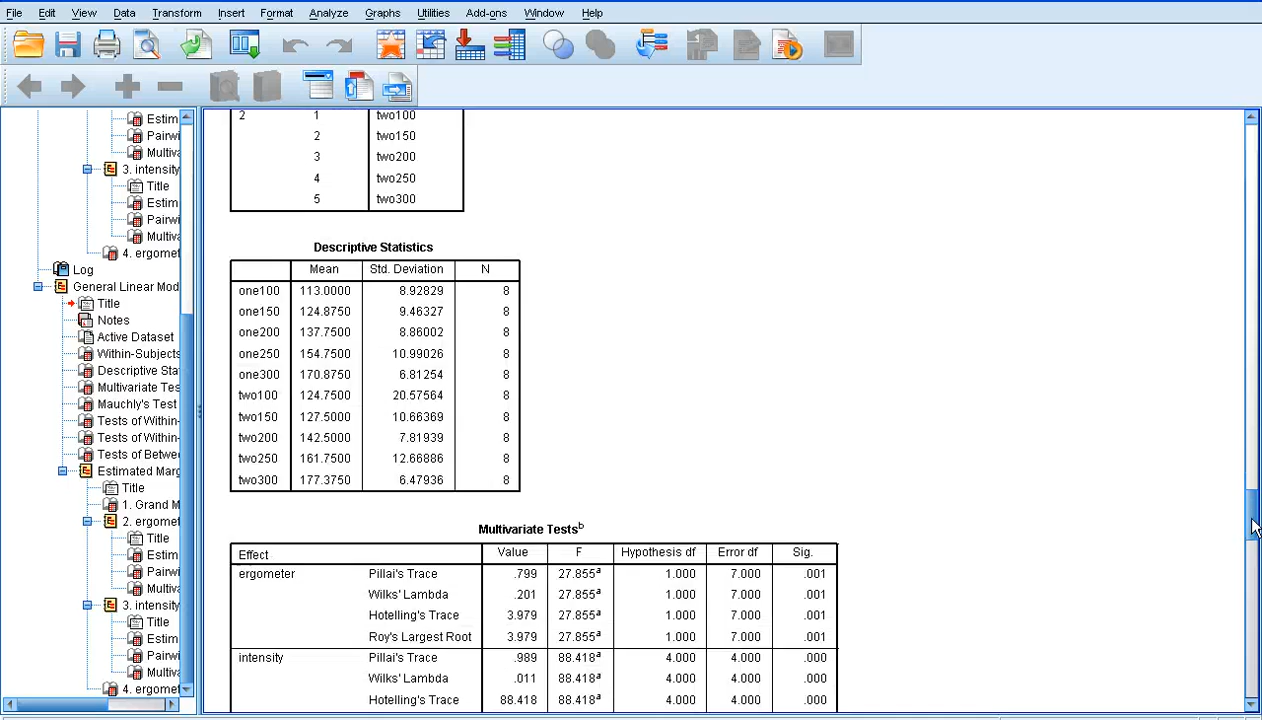 File Edit View Data Transform Insert Format Analyze Graphs Utilities Add-ons Window Help
Estim
Pairwi
Multiva
3. intensity
Title
Estim
Pairwi
Multiva
4. ergomet
Log
General Linear Mod
Title
Notes
Active Dataset
Within-Subjects
Descriptive Sta
Multivariate Tes
Mauchly's Test
Tests of Within-
Tests of Within-
Tests of Betwe
Estimated Marg
Title
1. Grand M
2. ergomet
Title
Estim
Pairwi
Multiva
3. intensity
Title
Estim
Pairwi
Multiva
4. ergomet
2 1 two100
2 two150
3 two200
4 two250
5 two300
Descriptive Statistics
Mean Std. Deviation N
one100 113.0000 8.92829 8
one150 124.8750 9.46327 8
one200 137.7500 8.86002 8
one250 154.7500 10.99026 8
one300 170.8750 6.81254 8
two100 124.7500 20.57564 8
two150 127.5000 10.66369 8
two200 142.5000 7.81939 8
two250 161.7500 12.66886 8
two300 177.3750 6.47936 8
Multivariate Testsᵇ
Effect Value F Hypothesis df Error df Sig.
ergometer Pillai's Trace .799 27.855ᵃ 1.000 7.000 .001
Wilks' Lambda .201 27.855ᵃ 1.000 7.000 .001
Hotelling's Trace 3.979 27.855ᵃ 1.000 7.000 .001
Roy's Largest Root 3.979 27.855ᵃ 1.000 7.000 .001
intensity Pillai's Trace .989 88.418ᵃ 4.000 4.000 .000
Wilks' Lambda .011 88.418ᵃ 4.000 4.000 .000
Hotelling's Trace 88.418 88.418ᵃ 4.000 4.000 .000